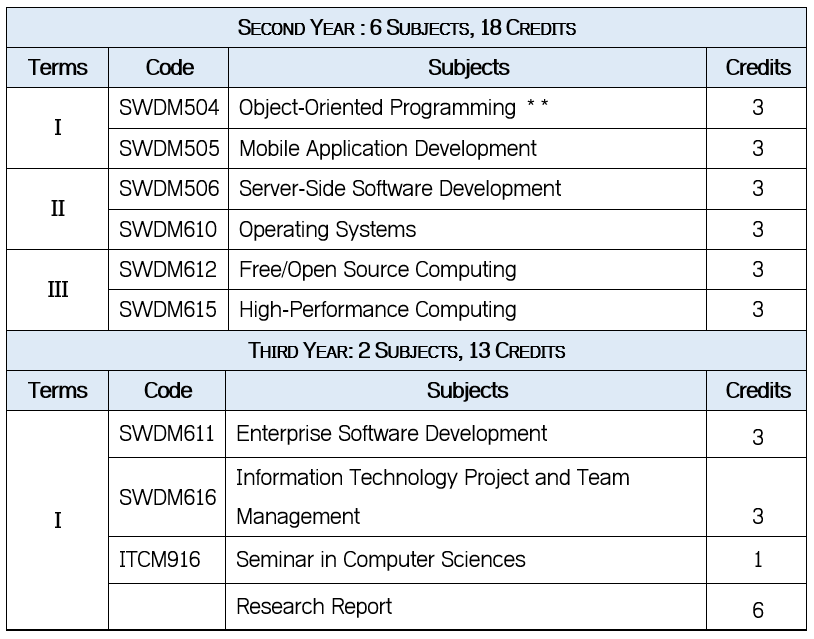 SECOND YEAR : 6 SUBJECTS, 18 CREDITS
Terms Code Subjects Credits
I
SWDM504 Object-Oriented Programming * * 3
SWDM505 Mobile Application Development 3
II
SWDM506 Server-Side Software Development 3
SWDM610 Operating Systems 3
III
SWDM612 Free/Open Source Computing 3
SWDM615 High-Performance Computing 3
THIRD YEAR: 2 SUBJECTS, 13 CREDITS
Terms Code Subjects Credits
I
SWDM611 Enterprise Software Development 3
SWDM616 Information Technology Project and Team
Management 3
ITCM916 Seminar in Computer Sciences 1
Research Report 6